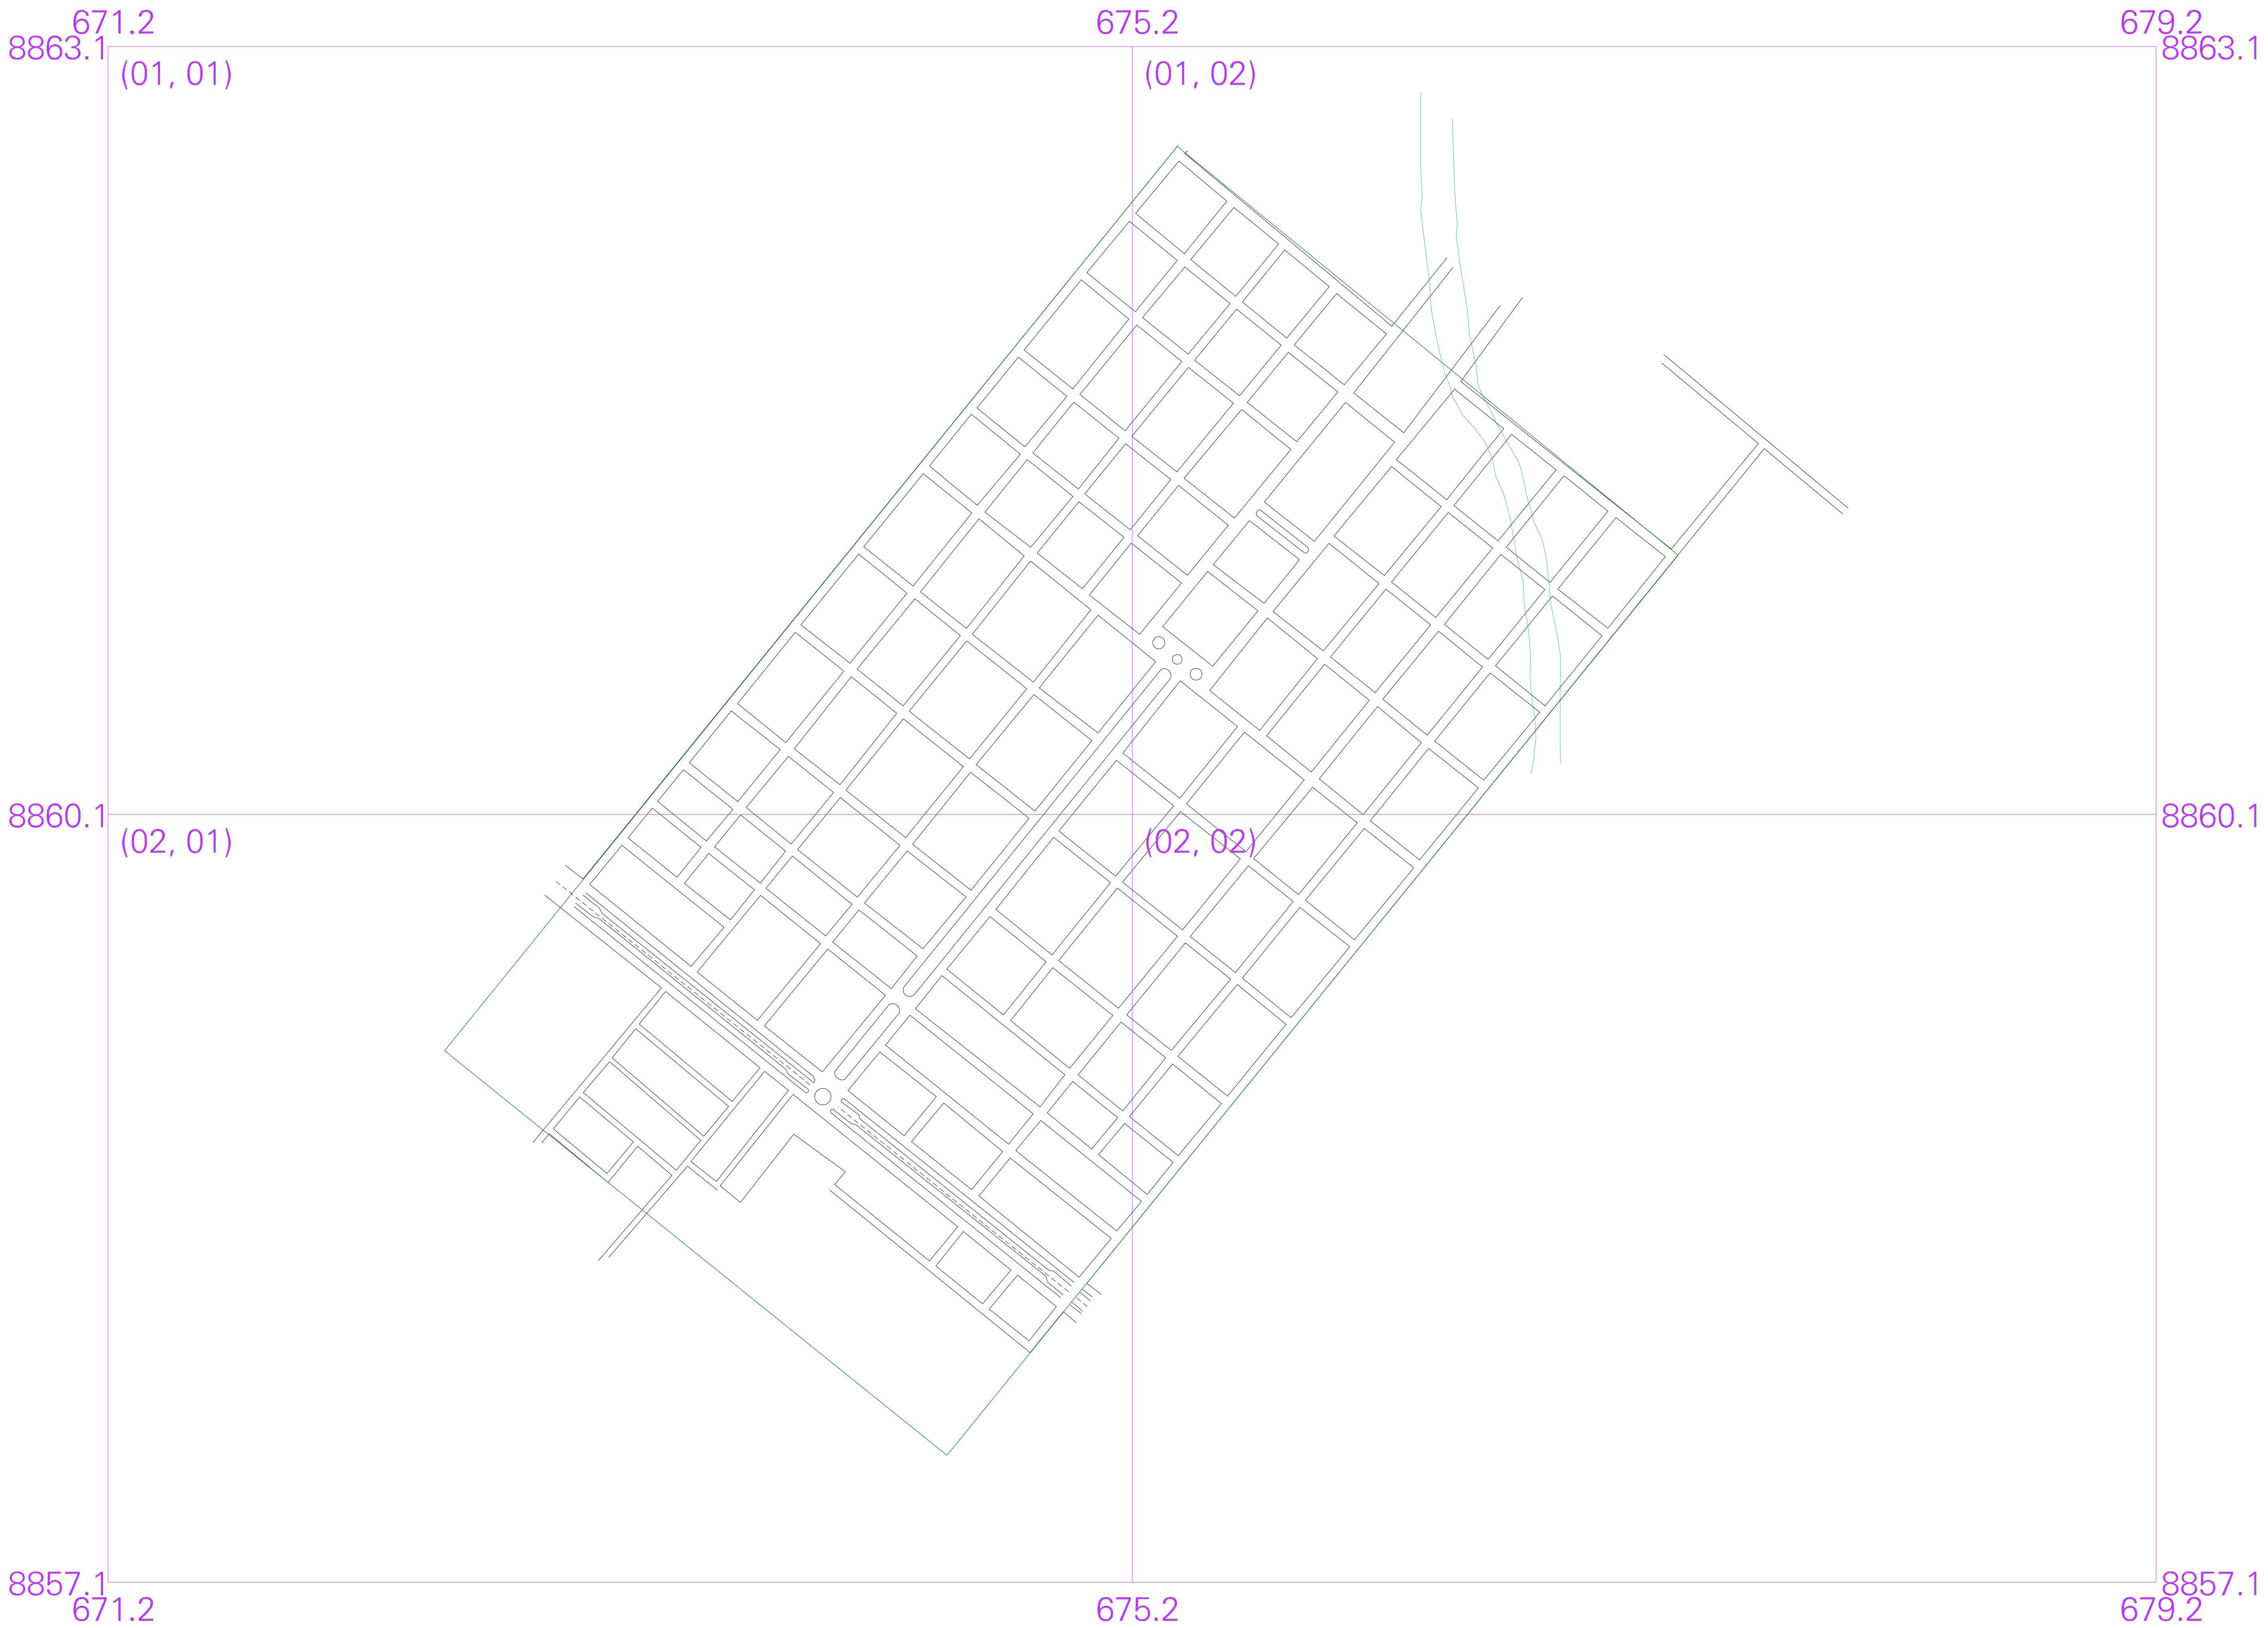 671.2 675.2 679.2
8863.1 8863.1
(01, 01) (01, 02)
8860.1 8860.1
(02, 01) (02, 02)
8857.1 8857.1
671.2 675.2 679.2